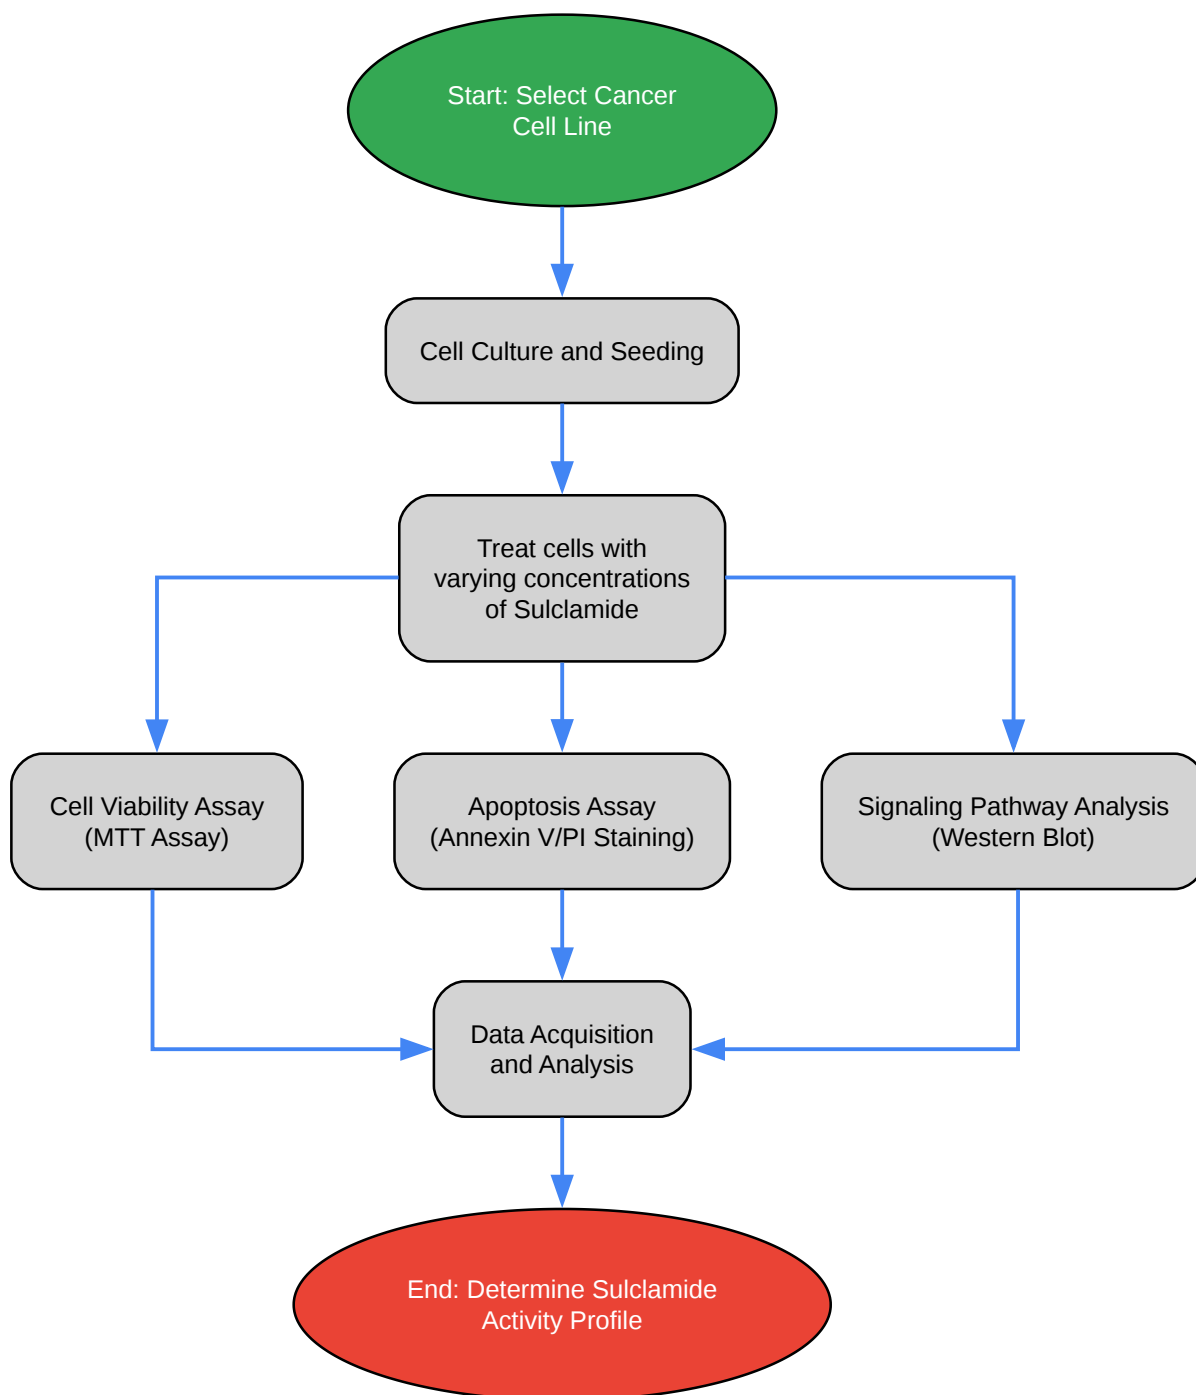 Start: Select Cancer
Cell Line
Cell Culture and Seeding
Treat cells with
varying concentrations
of Sulclamide
Cell Viability Assay
(MTT Assay)
Apoptosis Assay
(Annexin V/PI Staining)
Signaling Pathway Analysis
(Western Blot)
Data Acquisition
and Analysis
End: Determine Sulclamide
Activity Profile